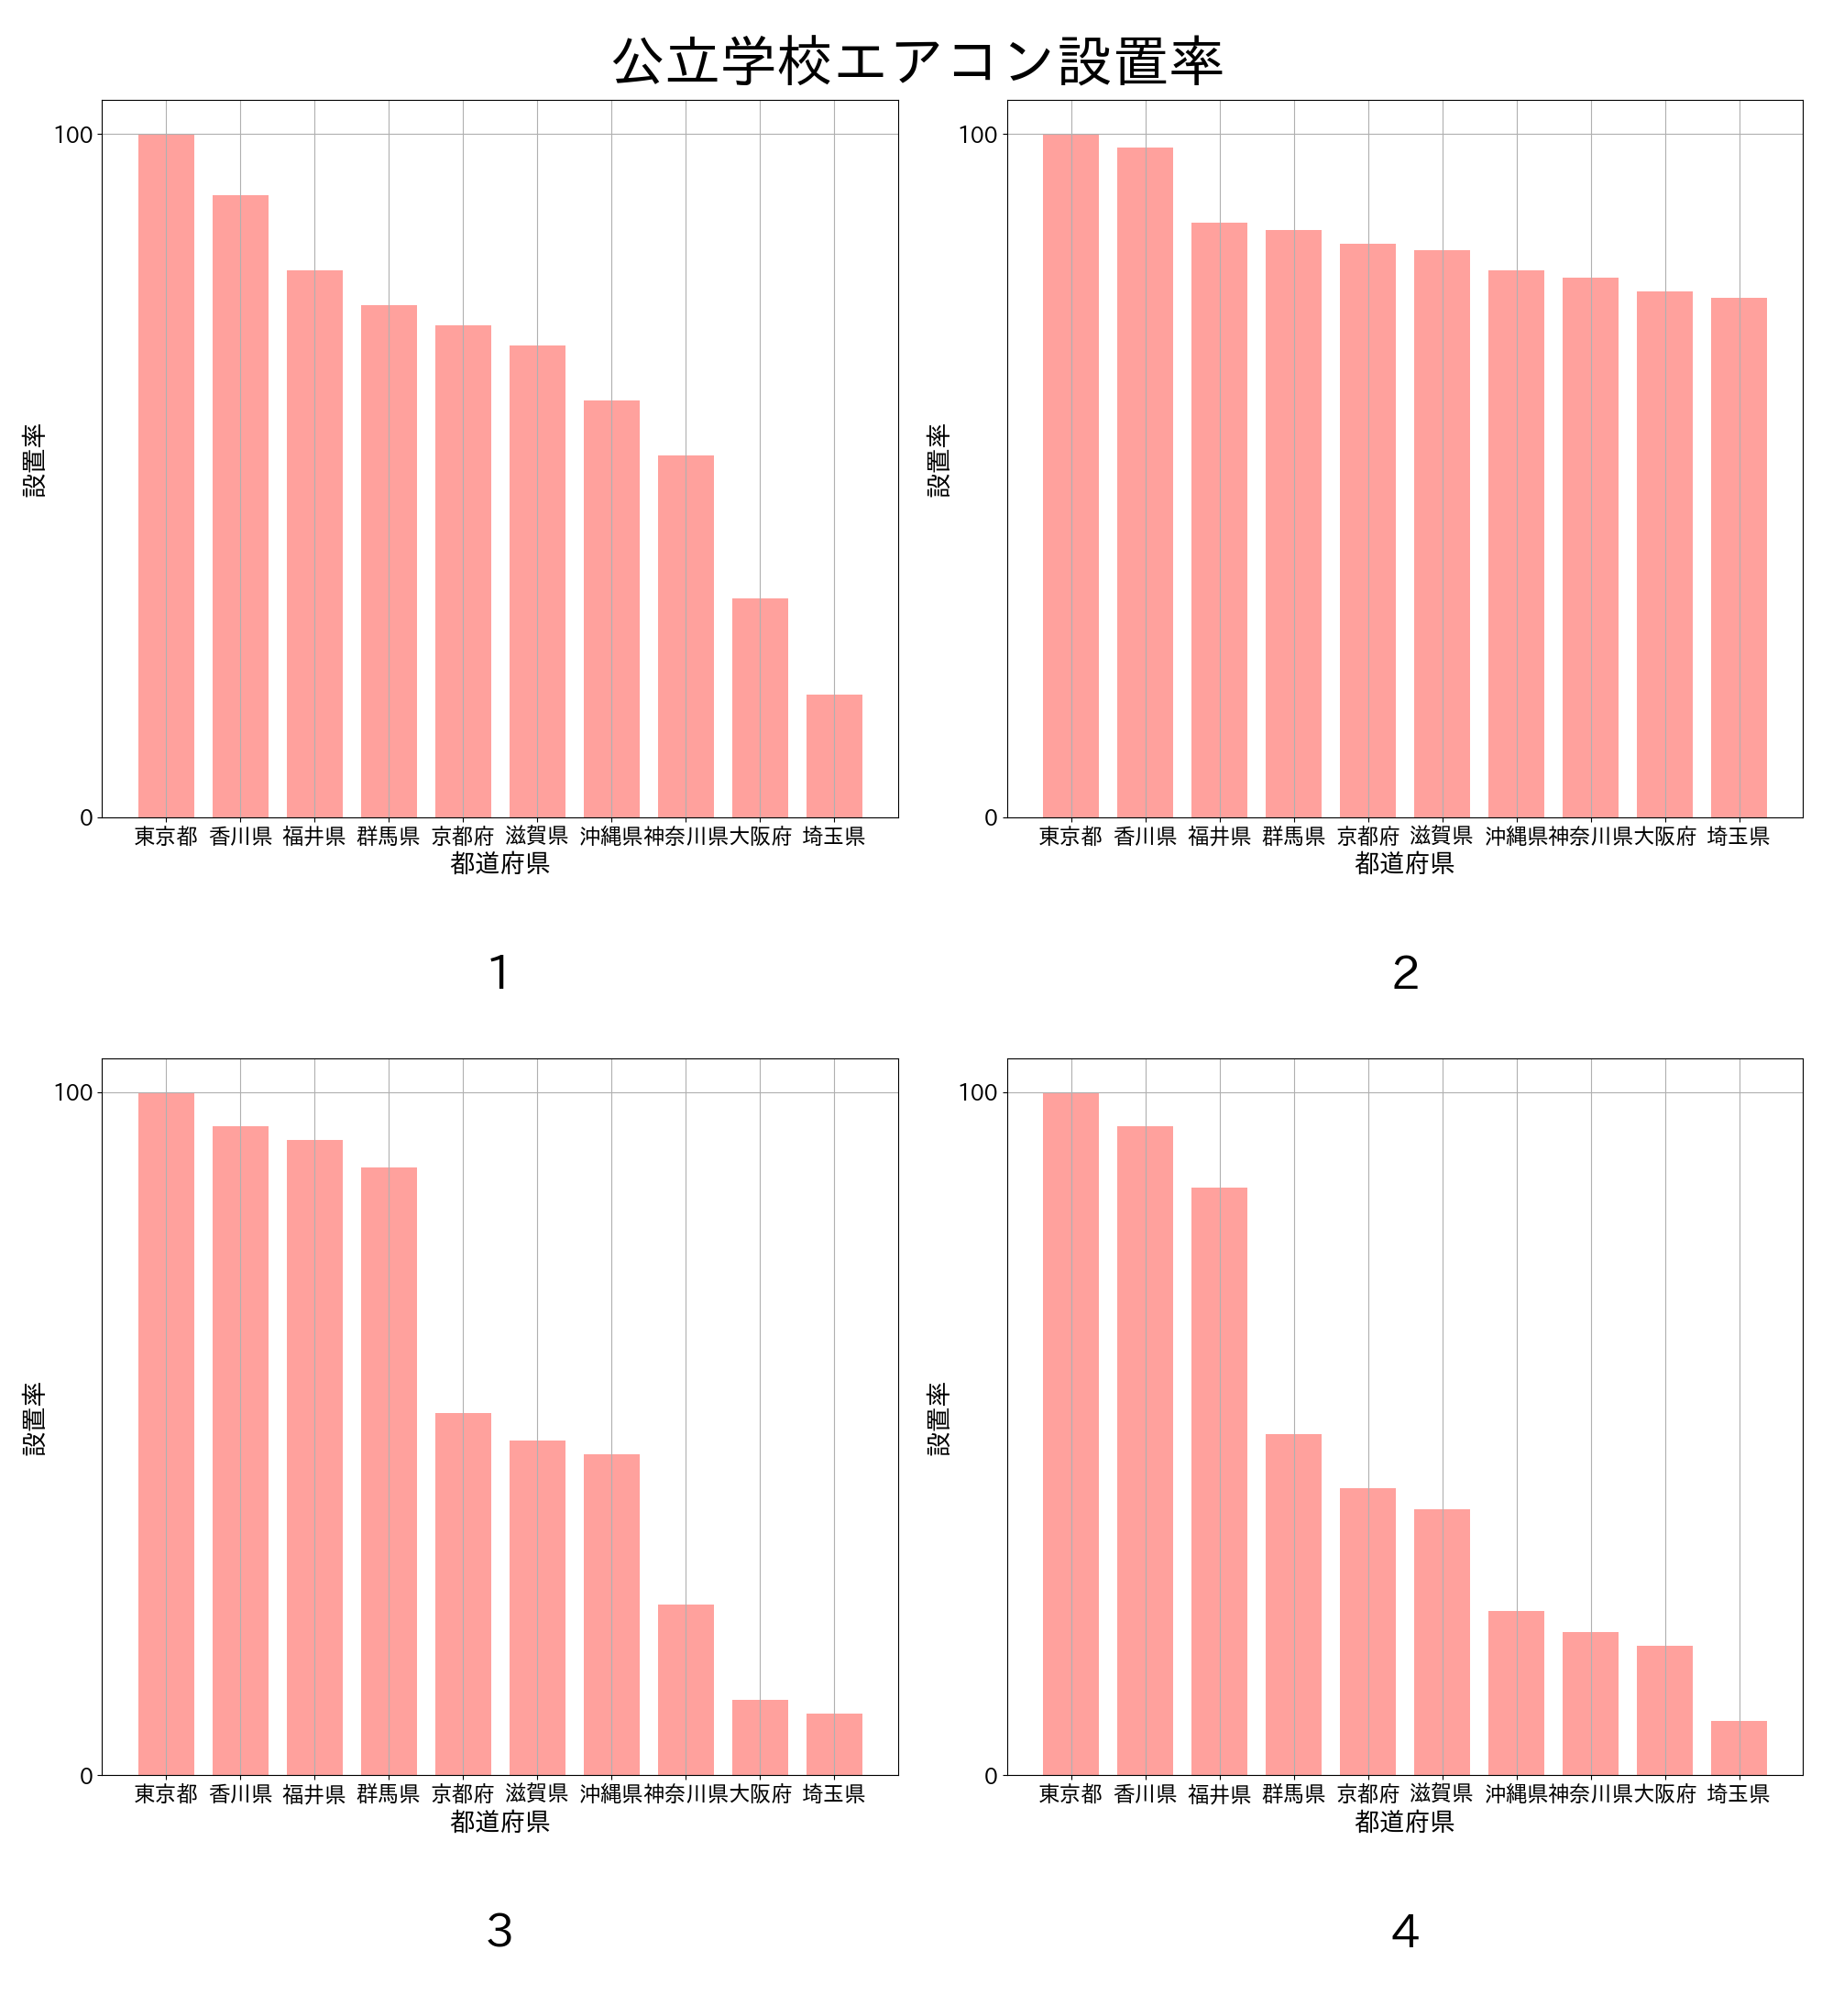 公立学校エアコン設置率
100
設置率
0
東京都 香川県 福井県 群馬県 京都府 滋賀県 沖縄県 神奈川県 大阪府 埼玉県
都道府県
1
100
設置率
0
東京都 香川県 福井県 群馬県 京都府 滋賀県 沖縄県 神奈川県 大阪府 埼玉県
都道府県
2
100
設置率
0
東京都 香川県 福井県 群馬県 京都府 滋賀県 沖縄県 神奈川県 大阪府 埼玉県
都道府県
3
100
設置率
0
東京都 香川県 福井県 群馬県 京都府 滋賀県 沖縄県 神奈川県 大阪府 埼玉県
都道府県
4